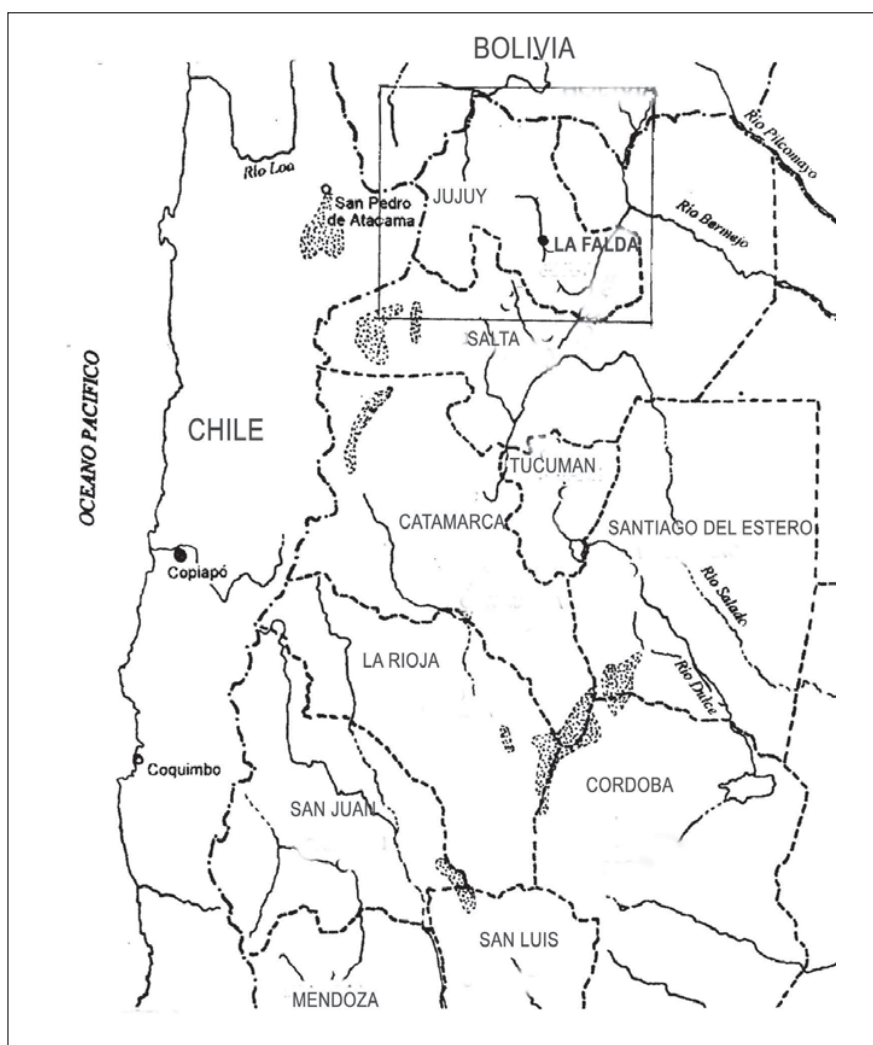 BOLIVIA
Rio Pilcomayo
Rio Loa
San Pedro
de Atacama
JUJUY
Rio Bermejo
LA FALDA
SALTA
OCEANO PACIFICO
CHILE
TUCUMAN
CATAMARCA
SANTIAGO DEL ESTERO
Copiapó
Rio Salado
LA RIOJA
Rio Dulce
Coquimbo
CORDOBA
SAN JUAN
SAN LUIS
MENDOZA